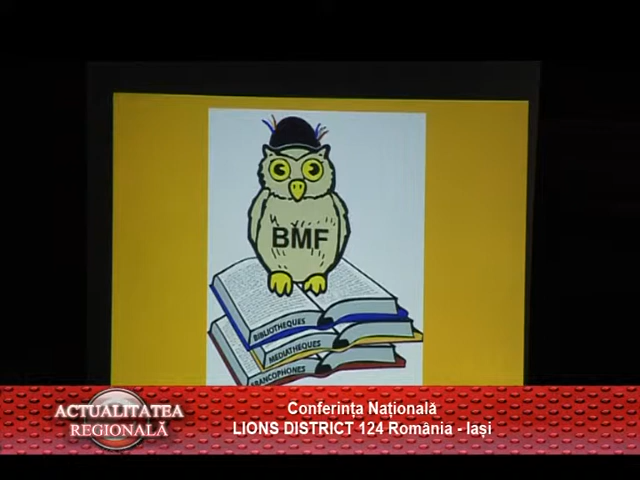 BMF
BIBLIOTHEQUES
MEDIATHEQUES
FRANCOPHONES
ACTUALITATEA
REGIONALĂ
Conferința Națională
LIONS DISTRICT 124 România - Iași